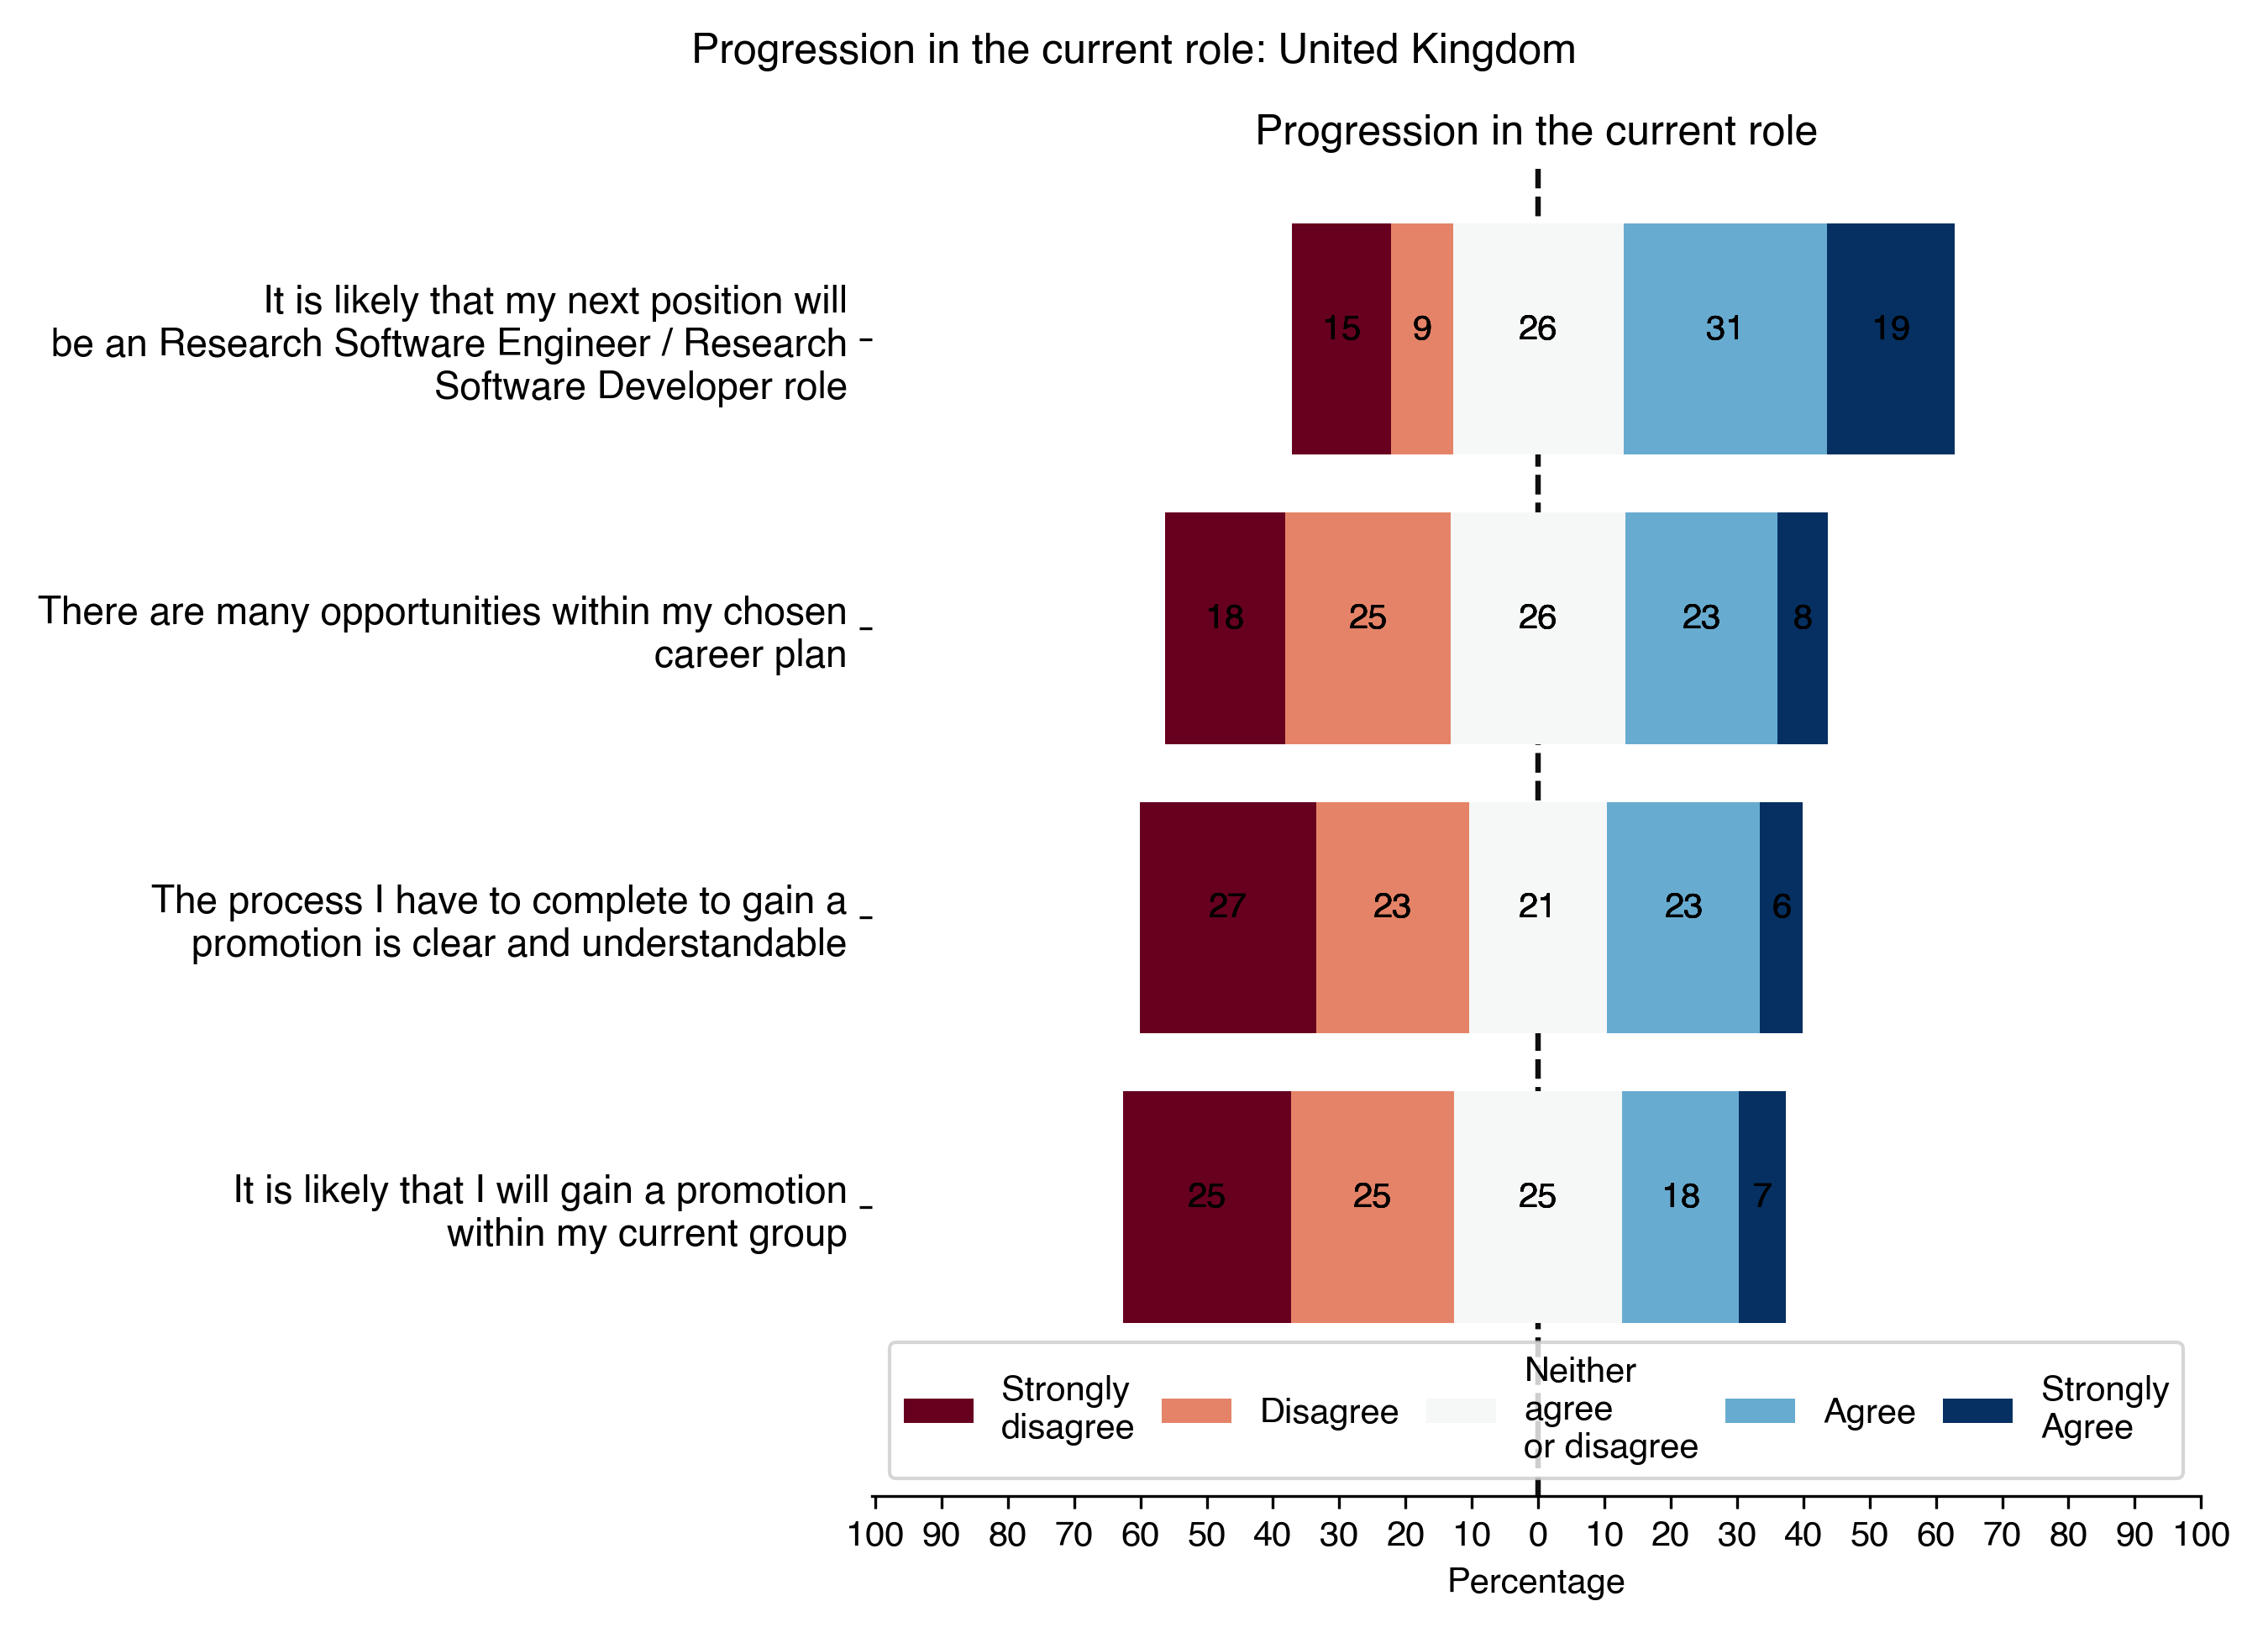 Progression in the current role: United Kingdom
Progression in the current role
It is likely that my next position will
be an Research Software Engineer / Research
Software Developer role
15 9 26 31 19
There are many opportunities within my chosen
career plan
18 25 26 23 8
The process I have to complete to gain a
promotion is clear and understandable
27 23 21 23 6
It is likely that I will gain a promotion
within my current group
25 25 25 18 7
Strongly
disagree
Disagree
Neither
agree
or disagree
Agree
Strongly
Agree
100 90 80 70 60 50 40 30 20 10 0 10 20 30 40 50 60 70 80 90 100
Percentage